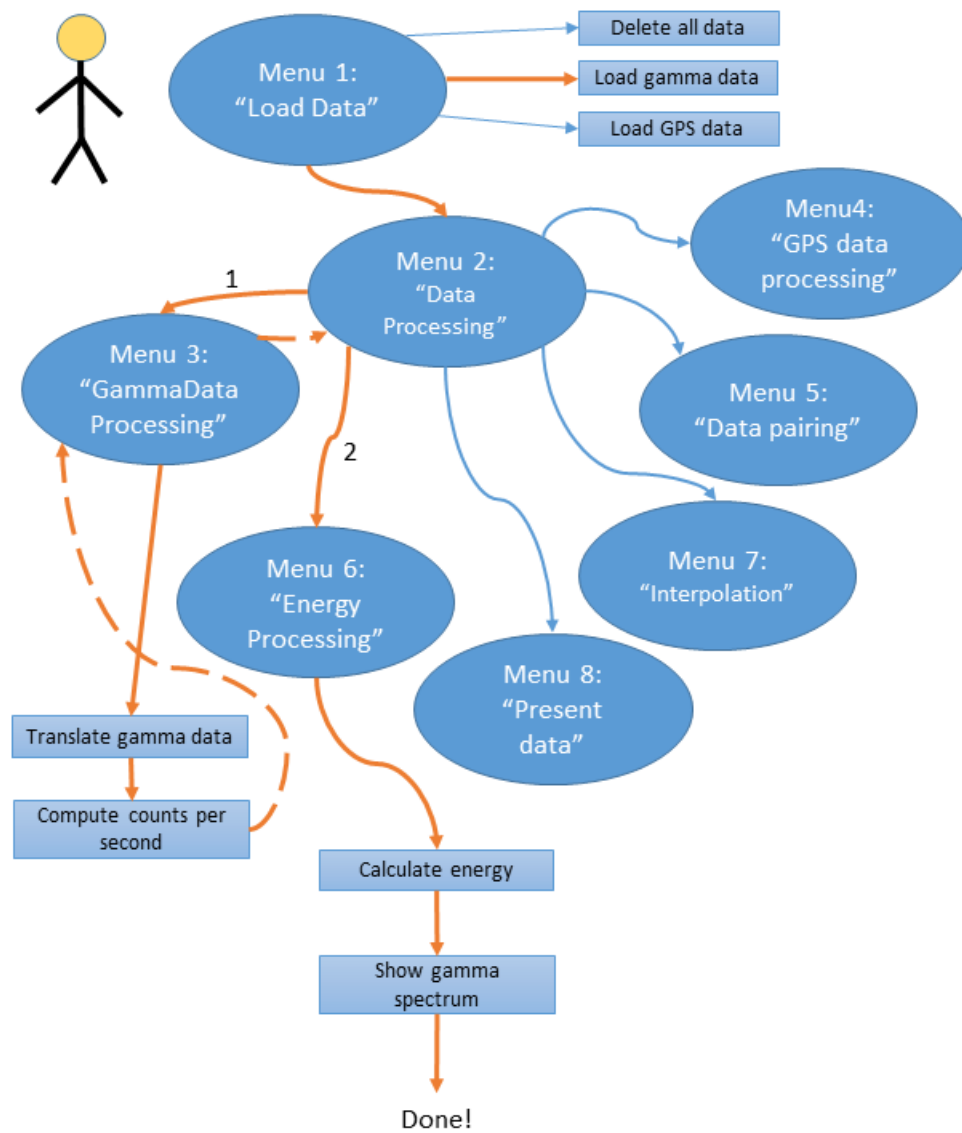 Delete all data
Menu 1:
“Load Data”
Load gamma data
Load GPS data
Menu4:
“GPS data
processing”
Menu 2:
“Data
Processing”
1
Menu 3:
“GammaData
Processing”
Menu 5:
“Data pairing”
2
Menu 6:
“Energy
Processing”
Menu 7:
“Interpolation”
Menu 8:
“Present
data”
Translate gamma data
Compute counts per
second
Calculate energy
Show gamma
spectrum
Done!